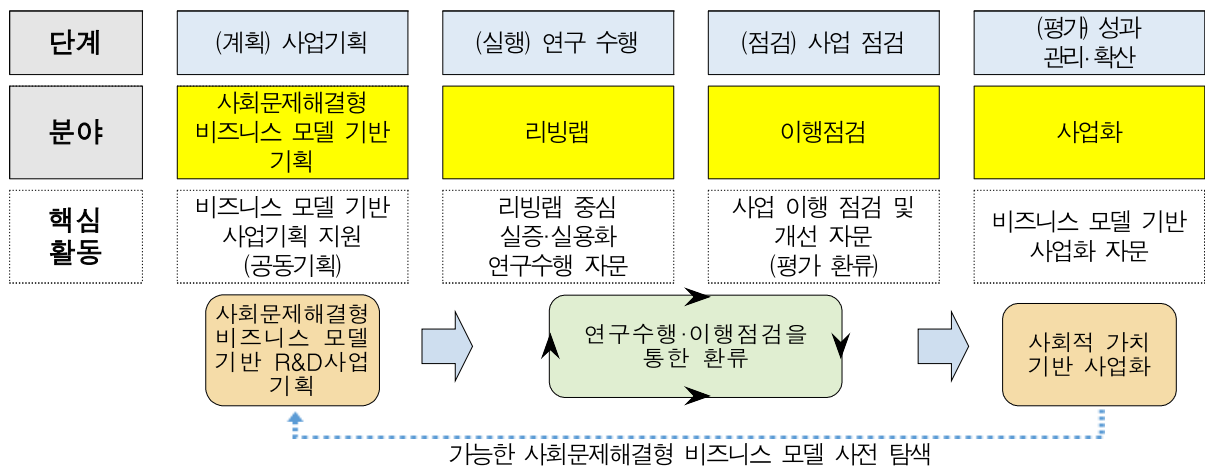 단계
(계획) 사업기획
(실행) 연구 수행
(점검) 사업 점검
(평가) 성과
관리·확산
분야
사회문제해결형
비즈니스 모델 기반
기획
리빙랩
이행점검
사업화
핵심
활동
비즈니스 모델 기반
사업기획 지원
(공동기획)
리빙랩 중심
실증·실용화
연구수행 자문
사업 이행 점검 및
개선 자문
(평가 환류)
비즈니스 모델 기반
사업화 자문
사회문제해결형
비즈니스 모델
기반 R&D사업
기획
연구수행·이행점검을
통한 환류
사회적 가치
기반 사업화
가능한 사회문제해결형 비즈니스 모델 사전 탐색